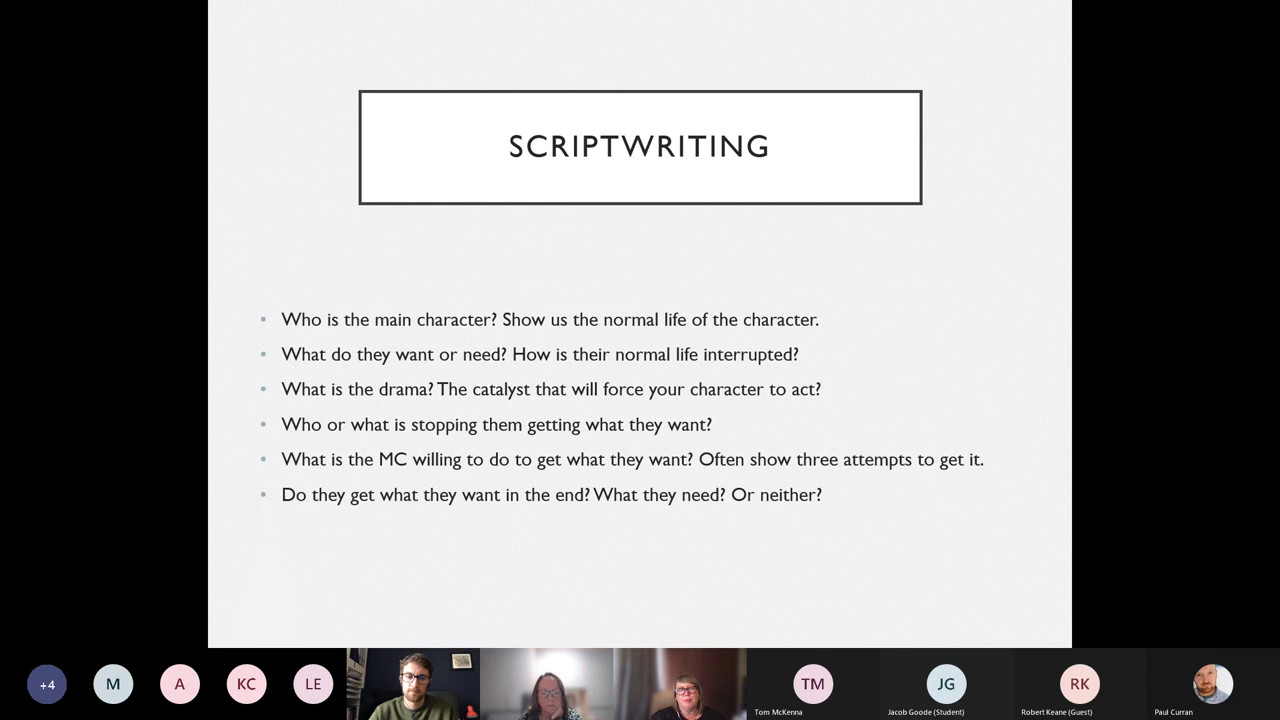 SCRIPTWRITING
• Who is the main character? Show us the normal life of the character.
• What do they want or need? How is their normal life interrupted?
• What is the drama? The catalyst that will force your character to act?
• Who or what is stopping them getting what they want?
• What is the MC willing to do to get what they want? Often show three attempts to get it.
• Do they get what they want in the end? What they need? Or neither?
+4
M
A
KC
LE
TM
JG
RK
Tom McKenna
Jacob Goode (Student)
Robert Keane (Guest)
Paul Curran